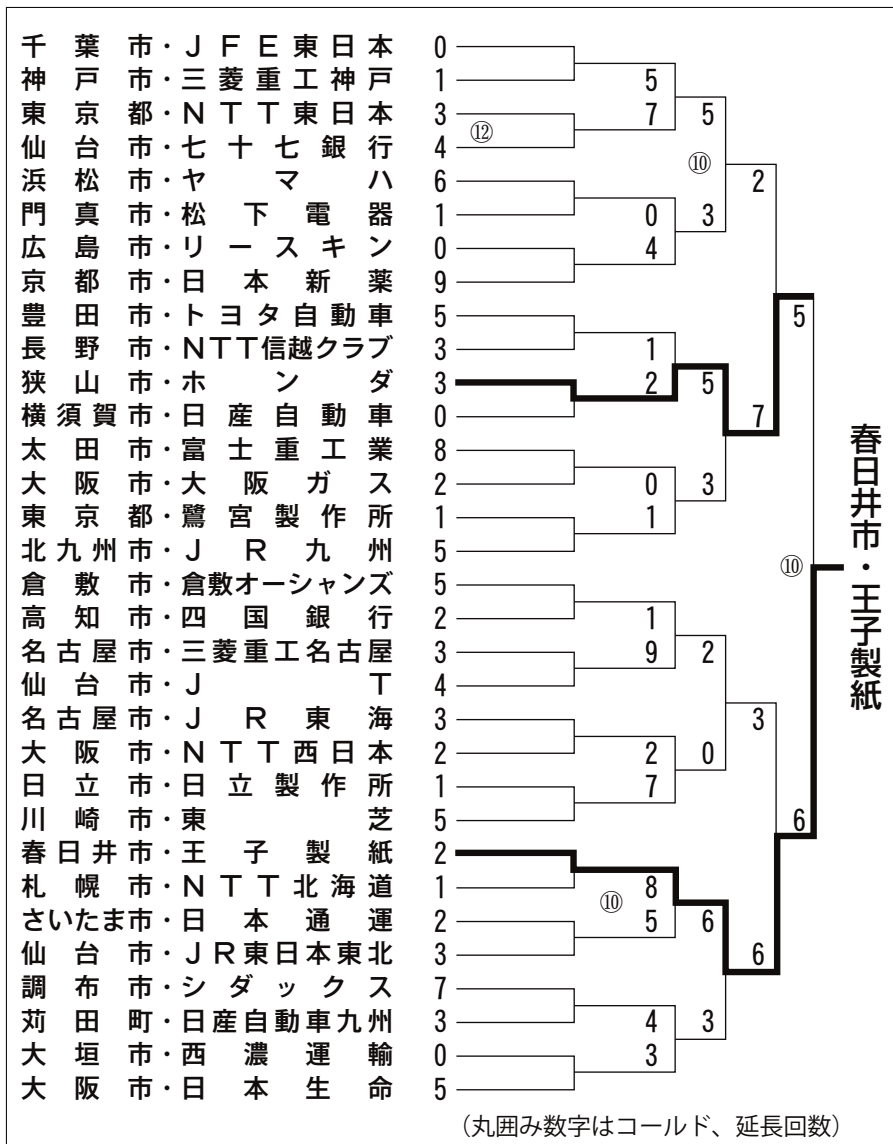 千葉市・JFE東日本 0
神戸市・三菱重工神戸 1
東京都・NTT東日本 3
仙台市・七十七銀行 4
浜松市・ヤマハ 6
門真市・松下電器 1
広島市・リースキン 0
京都市・日本新薬 9
豊田市・トヨタ自動車 5
長野市・NTT信越クラブ 3
狭山市・ホンダ 3
横須賀市・日産自動車 0
太田市・富士重工業 8
大阪市・大阪ガス 2
東京都・鷺宮製作所 1
北九州市・JR九州 5
倉敷市・倉敷オーシャンズ 5
高知市・四国銀行 2
名古屋市・三菱重工名古屋 3
仙台市・JT 4
名古屋市・JR東海 3
大阪市・NTT西日本 2
日立市・日立製作所 1
川崎市・東芝 5
春日井市・王子製紙 2
札幌市・NTT北海道 1
さいたま市・日本通運 2
仙台市・JR東日本東北 3
調布市・シダックス 7
苅田町・日産自動車九州 3
大垣市・西濃運輸 0
大阪市・日本生命 5
⑫
5
7
0
4
1
2
0
1
1
9
2
7
8
5
⑩
4
3
5
⑩
3
5
3
2
0
6
3
2
7
3
6
5
6
⑩
春日井市・王子製紙
(丸囲み数字はコールド、延長回数)